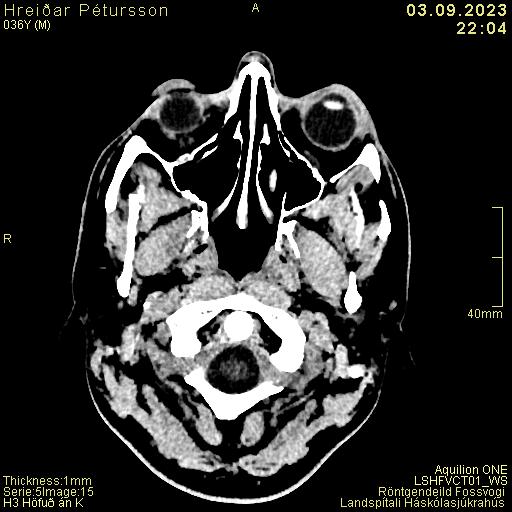 Hreiðar Pétursson
036Y (M)
A
03.09.2023
22:04
R
40mm
Thickness:1mm
Serie:5Image:15
H3 Höfuð án K
Aquilion ONE
LSHFVCT01_WS
Röntgendeild Fossvogi
Landspítali Háskólasjúkrahús